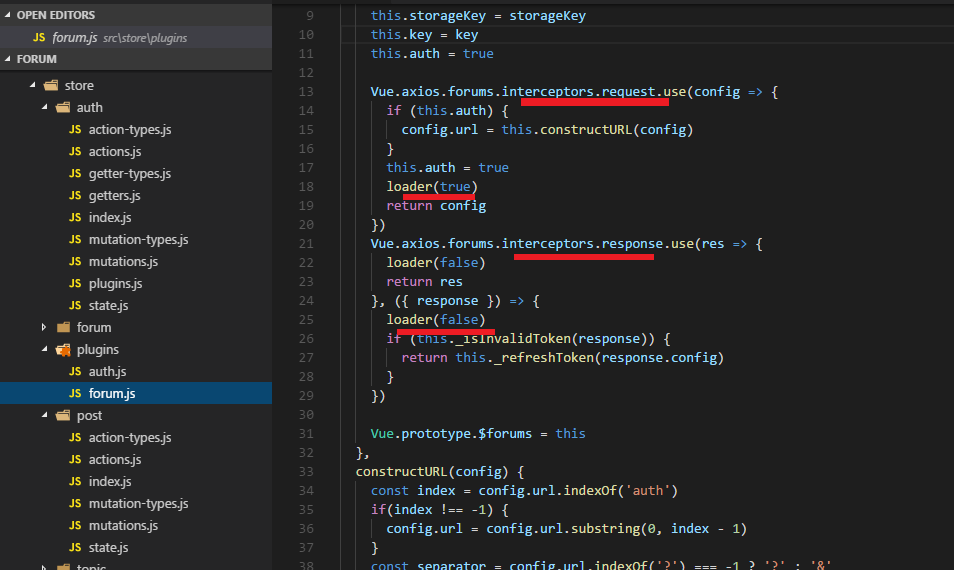 OPEN EDITORS
JS forum.js src\store\plugins
FORUM
store
auth
JS action-types.js
JS actions.js
JS getter-types.js
JS getters.js
JS index.js
JS mutation-types.js
JS mutations.js
JS plugins.js
JS state.js
forum
plugins
JS auth.js
JS forum.js
post
JS action-types.js
JS actions.js
JS index.js
JS mutation-types.js
JS mutations.js
JS state.js
topic
9 this.storageKey = storageKey
10 this.key = key
11 this.auth = true
12
13 Vue.axios.forums.interceptors.request.use(config => {
14 if (this.auth) {
15 config.url = this.constructURL(config)
16 }
17 this.auth = true
18 loader(true)
19 return config
20 })
21 Vue.axios.forums.interceptors.response.use(res => {
22 loader(false)
23 return res
24 }, ({ response }) => {
25 loader(false)
26 if (this._isInvalidToken(response)) {
27 return this._refreshToken(response.config)
28 }
29 })
30
31 Vue.prototype.$forums = this
32 },
33 constructURL(config) {
34 const index = config.url.indexOf('auth')
35 if(index !== -1) {
36 config.url = config.url.substring(0, index - 1)
37 }
38 const separator = config.url.indexOf('?') === -1 ? '?' : '&'